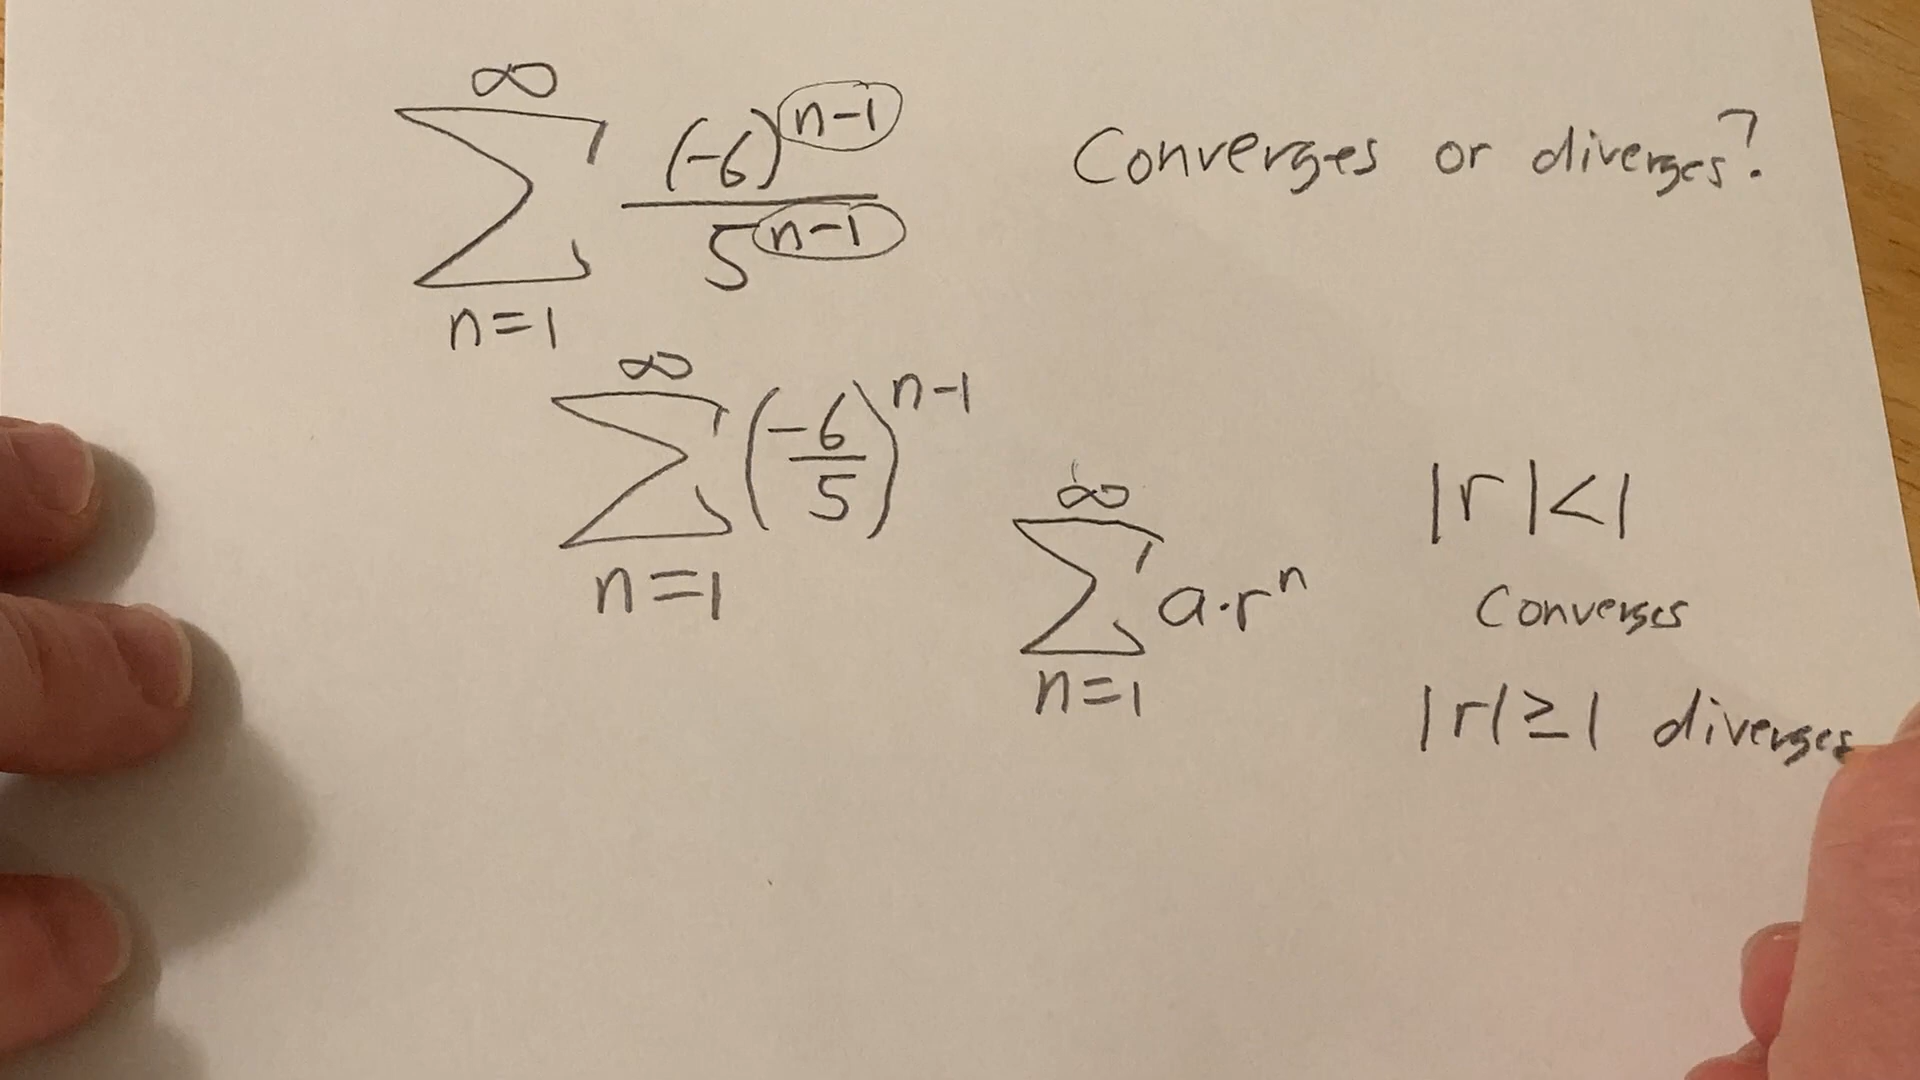 ∞
∑ (-6)^(n-1) / 5^(n-1) Converges or diverges?
n=1
∞
∑ (-6/5)^(n-1)
n=1
∞
∑ a·r^n
n=1
|r|<1
Converges
|r|≥1 diverges